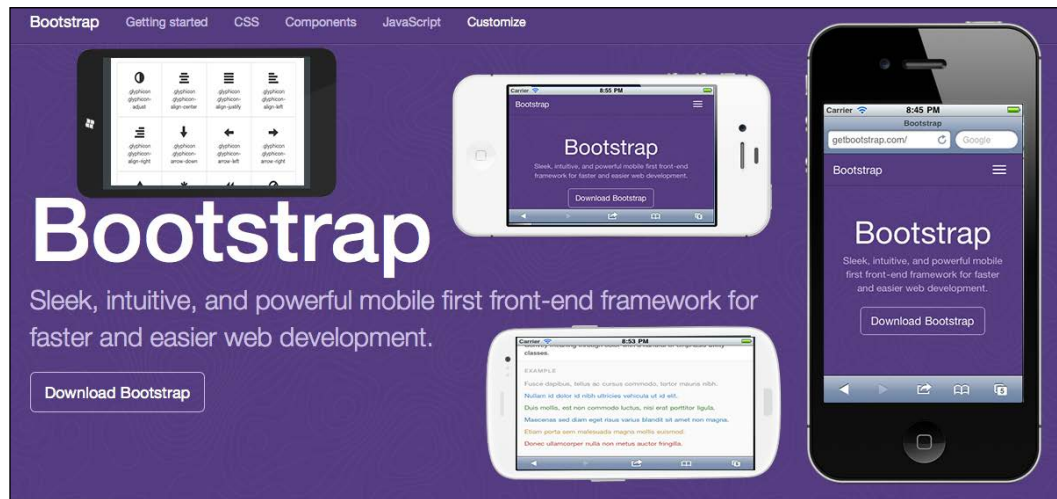 Bootstrap Getting started CSS Components JavaScript Customize
glyphicon
glyphicon-
adjust
glyphicon
glyphicon-
align-center
glyphicon
glyphicon-
align-justify
glyphicon
glyphicon-
align-left
glyphicon
glyphicon-
align-right
glyphicon
glyphicon-
arrow-down
glyphicon
glyphicon-
arrow-left
glyphicon
glyphicon-
arrow-right
Carrier 8:55 PM
Bootstrap
Bootstrap
Sleek, intuitive, and powerful mobile first front-end
framework for faster and easier web development.
Download Bootstrap
Carrier 8:45 PM
Bootstrap
getbootstrap.com/ Google
Bootstrap
Bootstrap
Sleek, intuitive, and powerful mobile
first front-end framework for faster
and easier web development.
Download Bootstrap
5
Bootstrap
Sleek, intuitive, and powerful mobile first front-end framework for
faster and easier web development.
Download Bootstrap
Carrier 8:53 PM
classes.
EXAMPLE
Fusce dapibus, tellus ac cursus commodo, tortor mauris nibh.
Nullam id dolor id nibh ultricies vehicula ut id elit.
Duis mollis, est non commodo luctus, nisi erat porttitor ligula.
Maecenas sed diam eget risus varius blandit sit amet non magna.
Etiam porta sem malesuada magna mollis euismod.
Donec ullamcorper nulla non metus auctor fringilla.